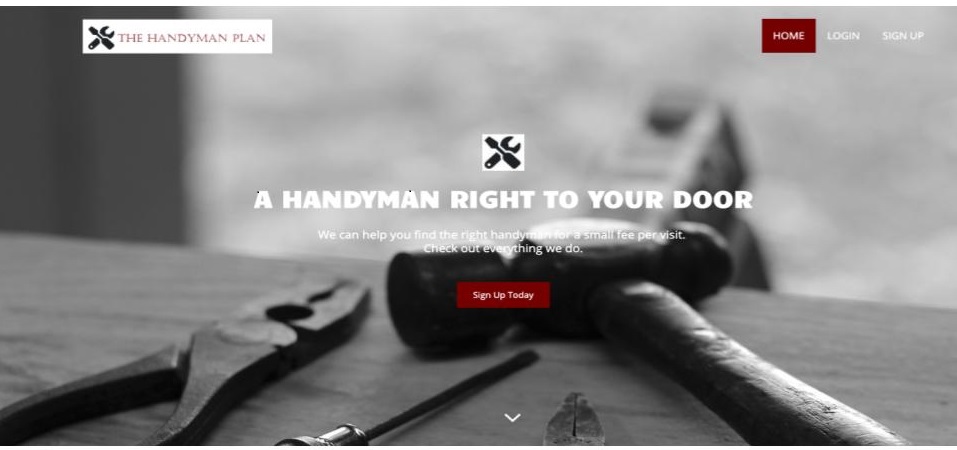 THE HANDYMAN PLAN
HOME LOGIN SIGN UP
A HANDYMAN RIGHT TO YOUR DOOR
We can help you find the right handyman for a small fee per visit.
Check out everything we do.
Sign Up Today